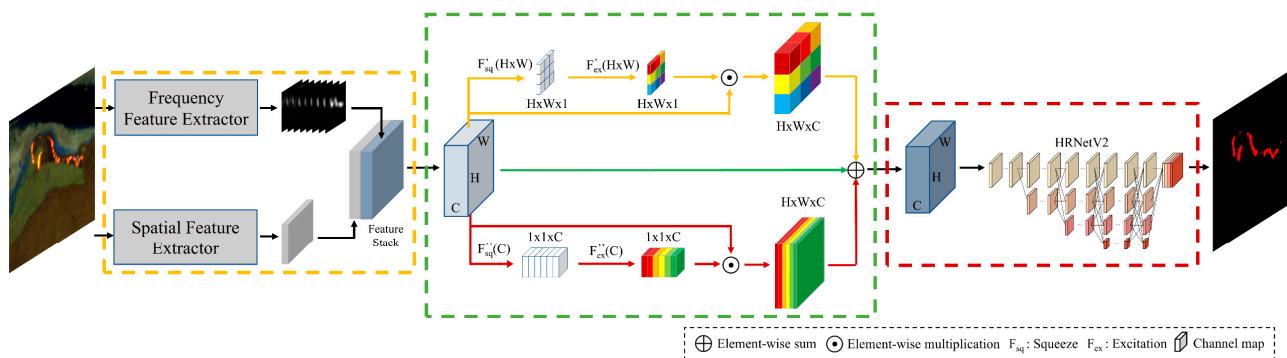 Frequency
Feature Extractor
Spatial Feature
Extractor
Feature
Stack
W
H
C
F'sq(HxW)
F'ex(HxW)
HxWx1
HxWx1
HxWxC
F''sq(C)
1x1xC
F''ex(C)
1x1xC
HxWxC
W
H
C
HRNetV2
Element-wise sum
Element-wise multiplication
Fsq : Squeeze
Fex : Excitation
Channel map